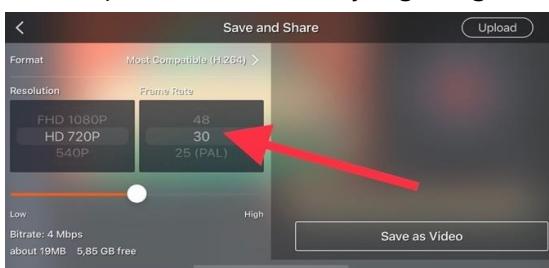 Save and Share
Upload
Format
Most Compatible (H.264)
Resolution
Frame Rate
FHD 1080P
HD 720P
540P
48
30
25 (PAL)
Low
High
Bitrate: 4 Mbps
about 19MB 5,85 GB free
Save as Video